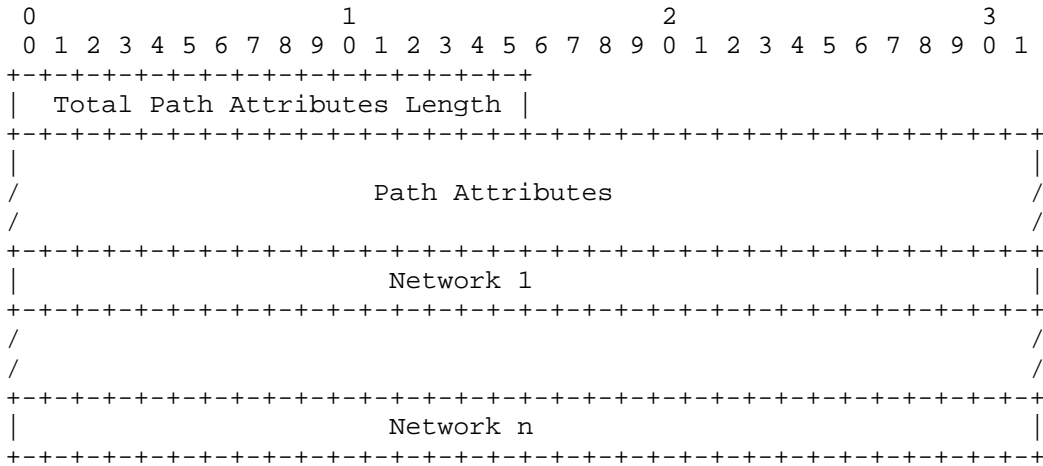 0                   1                   2                   3
 0 1 2 3 4 5 6 7 8 9 0 1 2 3 4 5 6 7 8 9 0 1 2 3 4 5 6 7 8 9 0 1
+-+-+-+-+-+-+-+-+-+-+-+-+-+-+-+-+
|  Total Path Attributes Length |
+-+-+-+-+-+-+-+-+-+-+-+-+-+-+-+-+-+-+-+-+-+-+-+-+-+-+-+-+-+-+-+-+
|                                                               |
/                      Path Attributes                          /
/                                                               /
+-+-+-+-+-+-+-+-+-+-+-+-+-+-+-+-+-+-+-+-+-+-+-+-+-+-+-+-+-+-+-+-+
|                       Network 1                               |
+-+-+-+-+-+-+-+-+-+-+-+-+-+-+-+-+-+-+-+-+-+-+-+-+-+-+-+-+-+-+-+-+
/                                                               /
/                                                               /
+-+-+-+-+-+-+-+-+-+-+-+-+-+-+-+-+-+-+-+-+-+-+-+-+-+-+-+-+-+-+-+-+
|                       Network n                               |
+-+-+-+-+-+-+-+-+-+-+-+-+-+-+-+-+-+-+-+-+-+-+-+-+-+-+-+-+-+-+-+-+